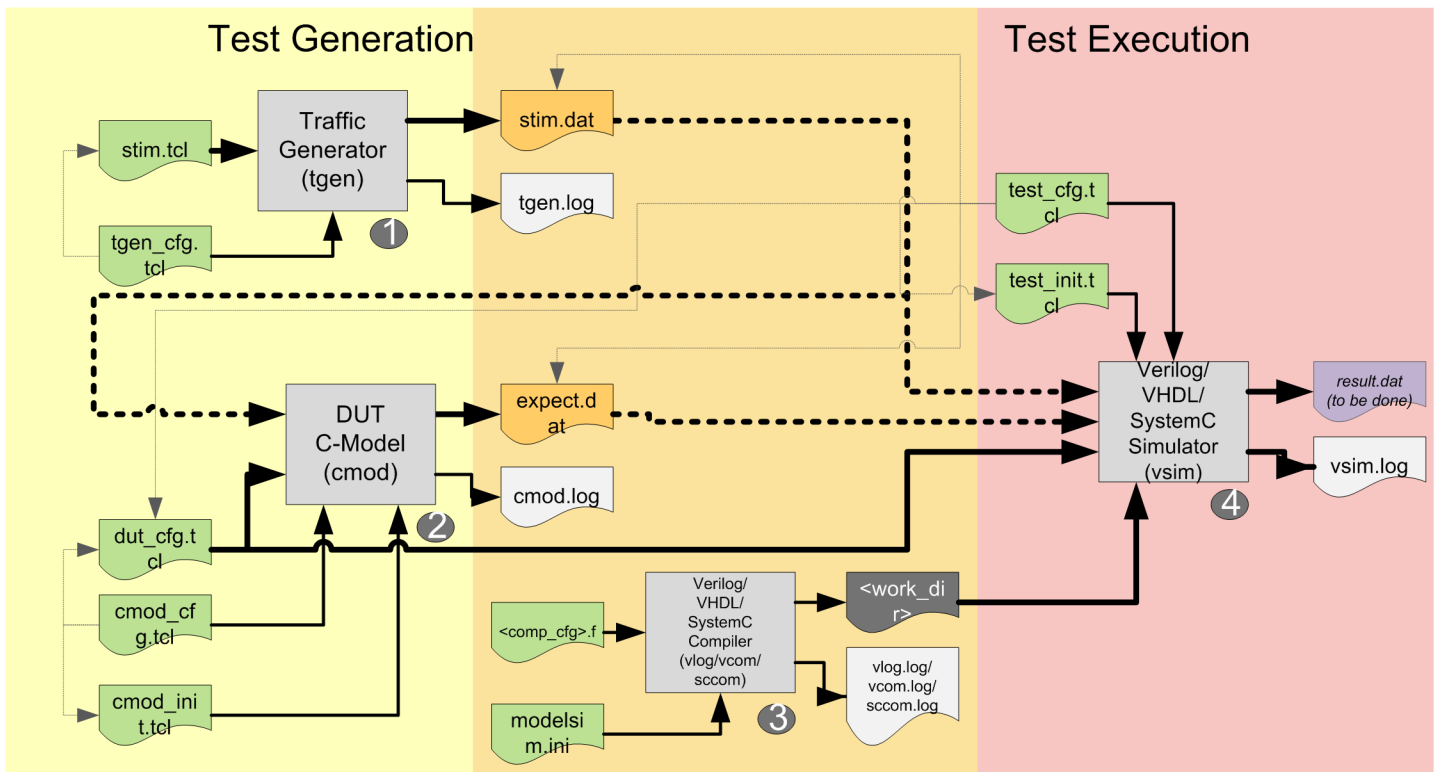 Test Generation
Test Execution
stim.tcl
Traffic
Generator
(tgen)
1
tgen_cfg.
tcl
stim.dat
tgen.log
test_cfg.t
cl
test_init.t
cl
DUT
C-Model
(cmod)
2
expect.d
at
cmod.log
Verilog/
VHDL/
SystemC
Simulator
(vsim)
4
result.dat
(to be done)
vsim.log
dut_cfg.t
cl
cmod_cf
g.tcl
cmod_ini
t.tcl
<comp_cfg>.f
modelsi
m.ini
Verilog/
VHDL/
SystemC
Compiler
(vlog/vcom/
sccom)
3
<work_di
r>
vlog.log/
vcom.log/
sccom.log